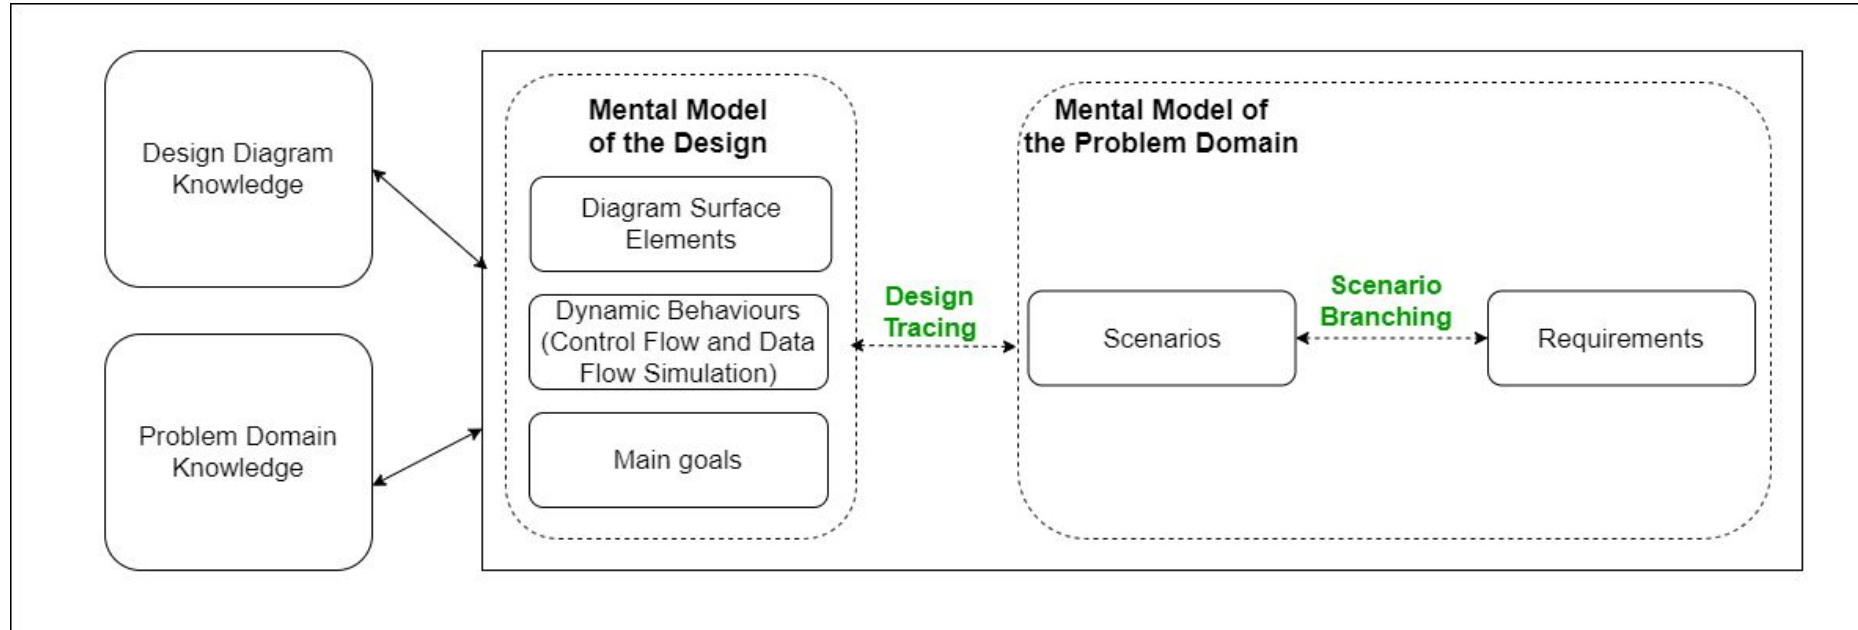 Design Diagram
Knowledge
Problem Domain
Knowledge
Mental Model
of the Design
Diagram Surface
Elements
Dynamic Behaviours
(Control Flow and Data
Flow Simulation)
Main goals
Design
Tracing
Mental Model of
the Problem Domain
Scenarios
Scenario
Branching
Requirements